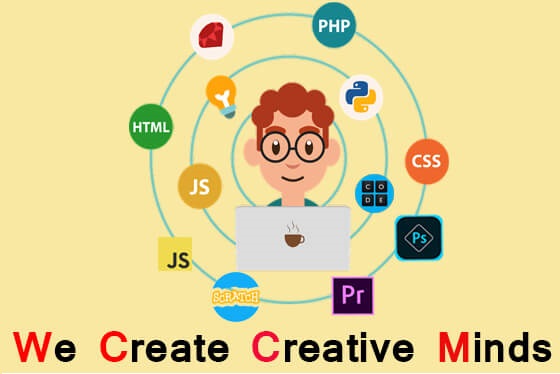 PHP
HTML
CSS
JS
CODE
Ps
JS
SCRATCH
Pr
We Create Creative Minds